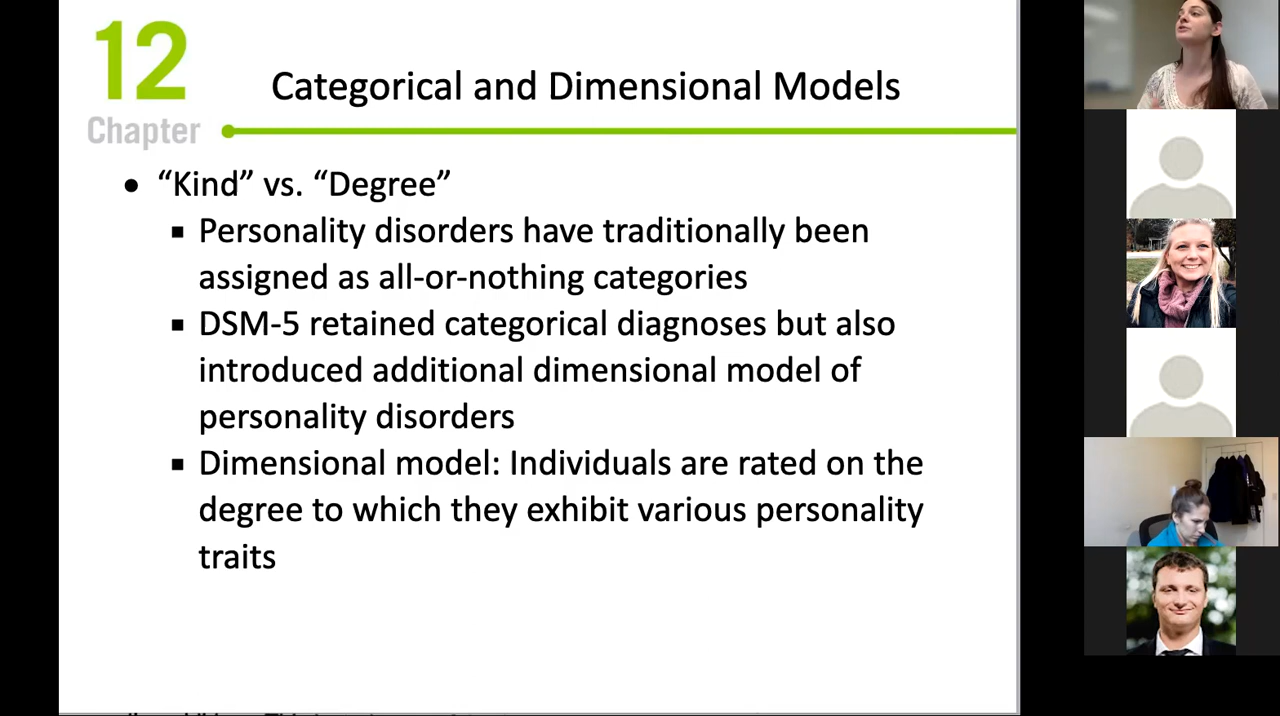 12
Chapter
Categorical and Dimensional Models
• “Kind” vs. “Degree”
▪ Personality disorders have traditionally been
assigned as all-or-nothing categories
▪ DSM-5 retained categorical diagnoses but also
introduced additional dimensional model of
personality disorders
▪ Dimensional model: Individuals are rated on the
degree to which they exhibit various personality
traits